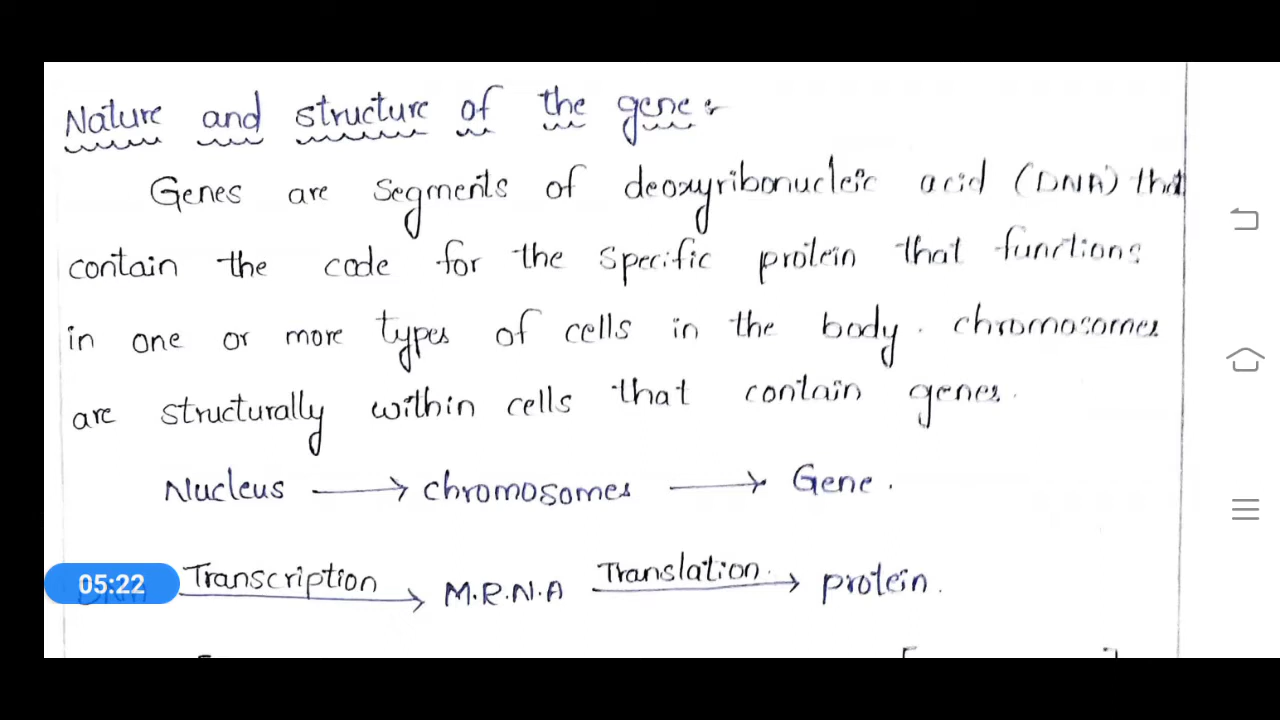 Nature and structure of the gene:
Genes are segments of deoxyribonucleic acid (DNA) that
contain the code for the specific protein that functions
in one or more types of cells in the body. chromosomes
are structurally within cells that contain genes.
Nucleus → chromosomes → Gene.
05:22 Transcription → M.R.N.A Translation. → protein.